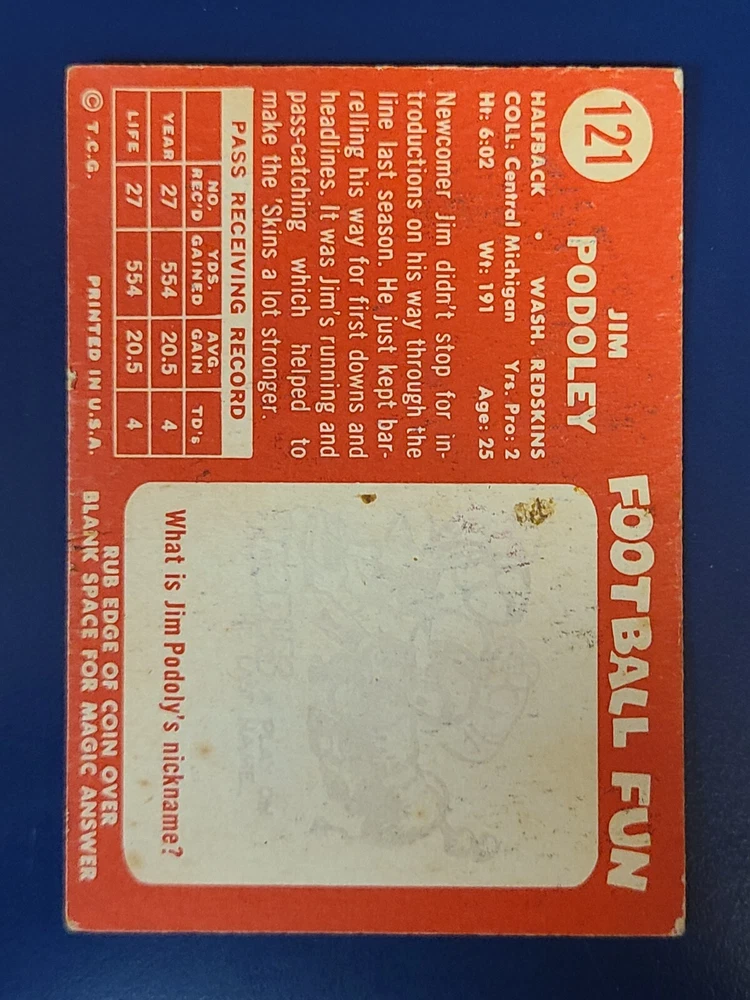 121
JIM
PODOLEY
HALFBACK • WASH. REDSKINS
COLL: Central Michigan Yrs. Pro: 2
Ht: 6:02 Wt: 191 Age: 25
Newcomer Jim didn't stop for in-
troductions on his way through the
line last season. He just kept bar-
relling his way for first downs and
headlines. It was Jim's running and
pass-catching which helped to
make the 'Skins a lot stronger.
PASS RECEIVING RECORD
NO. REC'D YDS. GAINED AVG. GAIN TD's
YEAR 27 554 20.5 4
LIFE 27 554 20.5 4
© T.C.G. PRINTED IN U.S.A.
FOOTBALL FUN
What is Jim Podoly's nickname?
RUB EDGE OF COIN OVER
BLANK SPACE FOR MAGIC ANSWER